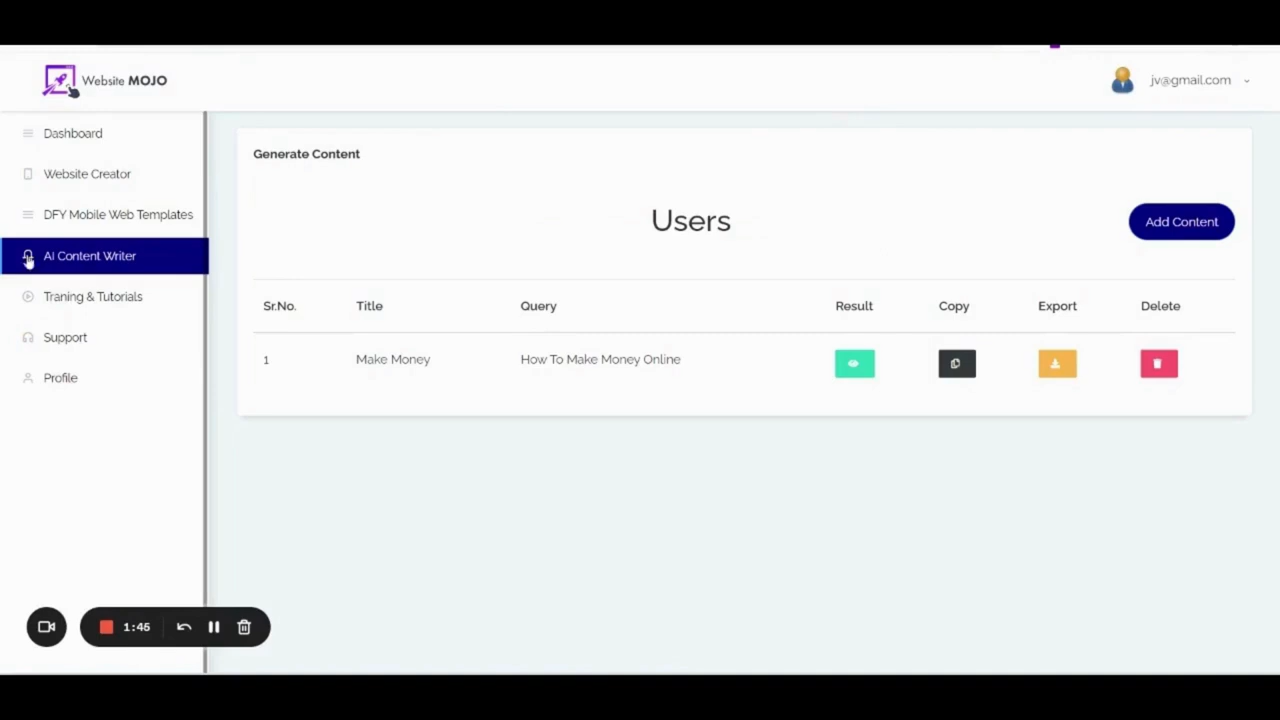 Website MOJO
jv@gmail.com
Dashboard
Website Creator
DFY Mobile Web Templates
AI Content Writer
Traning & Tutorials
Support
Profile
Generate Content
Users
Add Content
Sr.No. Title Query Result Copy Export Delete
1 Make Money How To Make Money Online
1:45